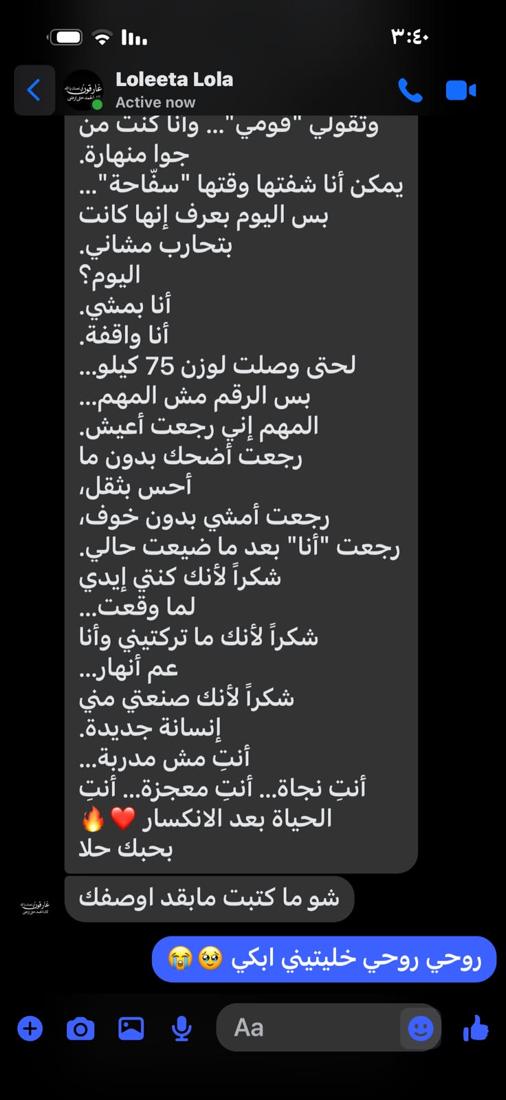 ٣:٤٠
Loleeta Lola
Active now
وتقولي "قومي"... وأنا كنت من
جوا منهارة.
يمكن أنا شفتها وقتها "سفّاحة"...
بس اليوم بعرف إنها كانت
بتحارب مشاني.
اليوم؟
أنا بمشي.
أنا واقفة.
لحتى وصلت لوزن 75 كيلو...
بس الرقم مش المهم...
المهم إني رجعت أعيش.
رجعت أضحك بدون ما
أحس بثقل،
رجعت أمشي بدون خوف،
رجعت "أنا" بعد ما ضيعت حالي.
شكراً لأنك كنتي إيدي
لما وقعت...
شكراً لأنك ما تركتيني وأنا
عم أنهار...
شكراً لأنك صنعتي مني
إنسانة جديدة.
أنتِ مش مدربة...
أنتِ نجاة... أنتِ معجزة... أنتِ
الحياة بعد الانكسار ❤️🔥
بحبك حلا
شو ما كتبت مابقد اوصفك
روحي روحي خليتيني ابكي 🥹😭
Aa